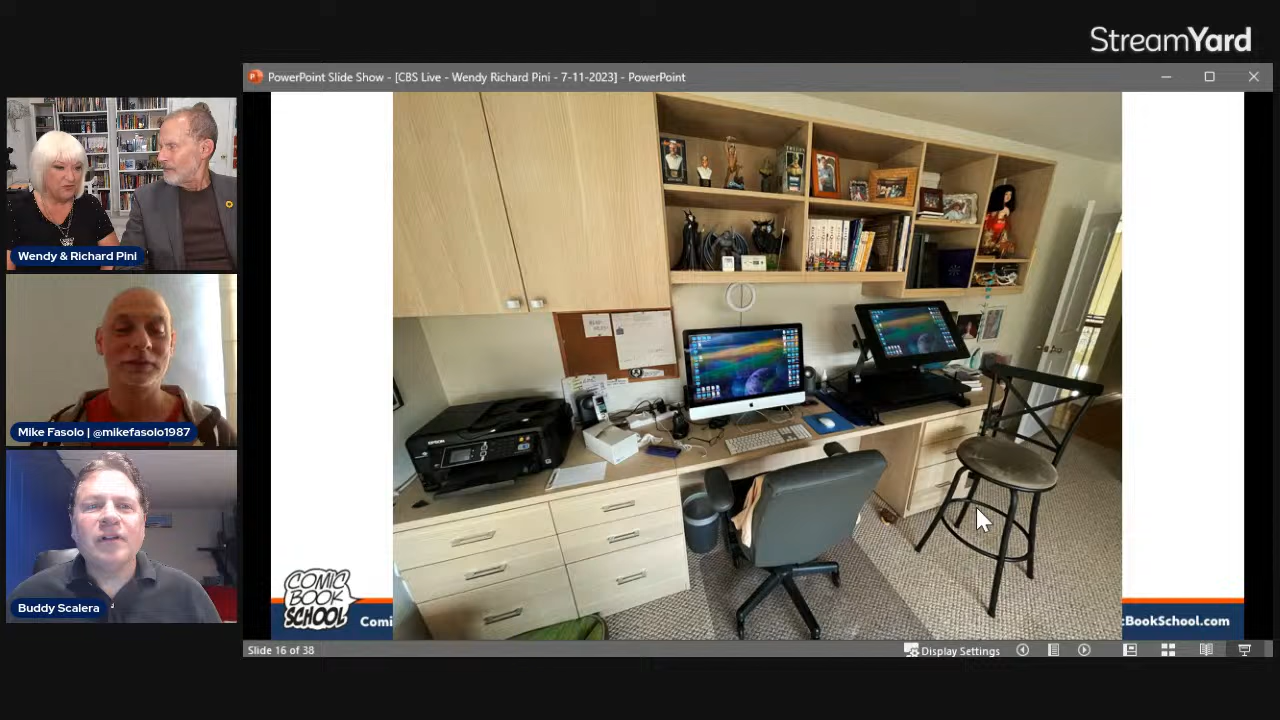 StreamYard
PowerPoint Slide Show - [CBS Live - Wendy Richard Pini - 7-11-2023] - PowerPoint
Wendy & Richard Pini
Mike Fasolo | @mikefasolo1987
Buddy Scalera
EPSON
COMIC
BOOK
SCHOOL
Comi
BookSchool.com
Slide 16 of 38
Display Settings